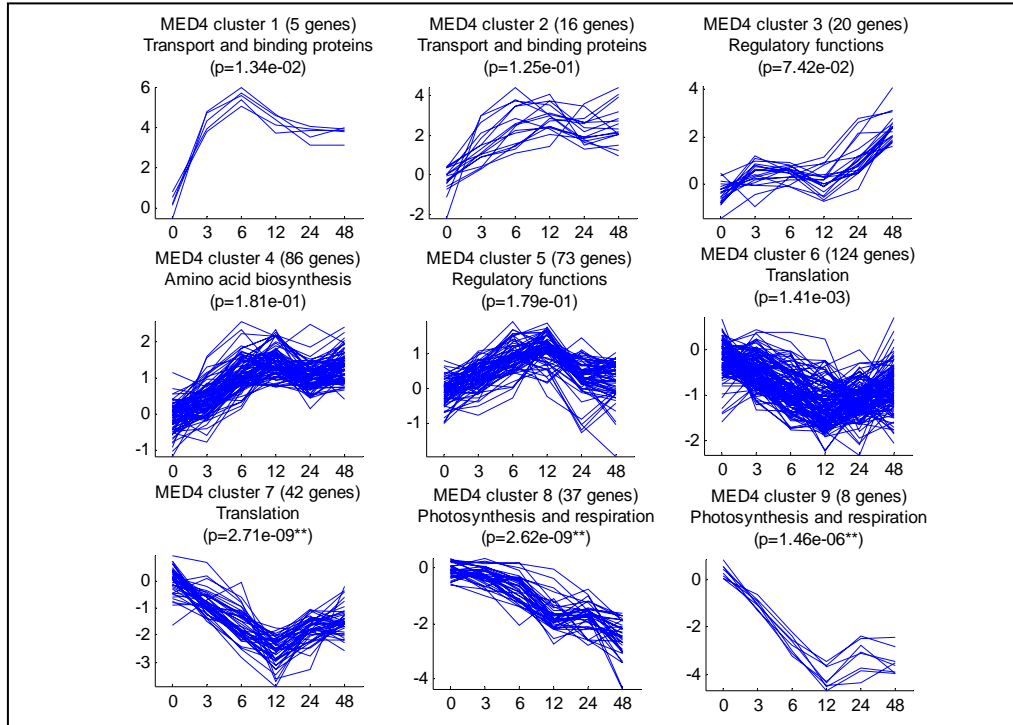 MED4 cluster 1 (5 genes)
Transport and binding proteins
(p=1.34e-02)
6
4
2
0
0 3 6 12 24 48
MED4 cluster 2 (16 genes)
Transport and binding proteins
(p=1.25e-01)
4
2
0
-2
0 3 6 12 24 48
MED4 cluster 3 (20 genes)
Regulatory functions
(p=7.42e-02)
4
2
0
0 3 6 12 24 48
MED4 cluster 4 (86 genes)
Amino acid biosynthesis
(p=1.81e-01)
2
1
0
-1
0 3 6 12 24 48
MED4 cluster 5 (73 genes)
Regulatory functions
(p=1.79e-01)
1
0
-1
0 3 6 12 24 48
MED4 cluster 6 (124 genes)
Translation
(p=1.41e-03)
0
-1
-2
0 3 6 12 24 48
MED4 cluster 7 (42 genes)
Translation
(p=2.71e-09**)
0
-1
-2
-3
0 3 6 12 24 48
MED4 cluster 8 (37 genes)
Photosynthesis and respiration
(p=2.62e-09**)
0
-2
-4
0 3 6 12 24 48
MED4 cluster 9 (8 genes)
Photosynthesis and respiration
(p=1.46e-06**)
0
-2
-4
0 3 6 12 24 48